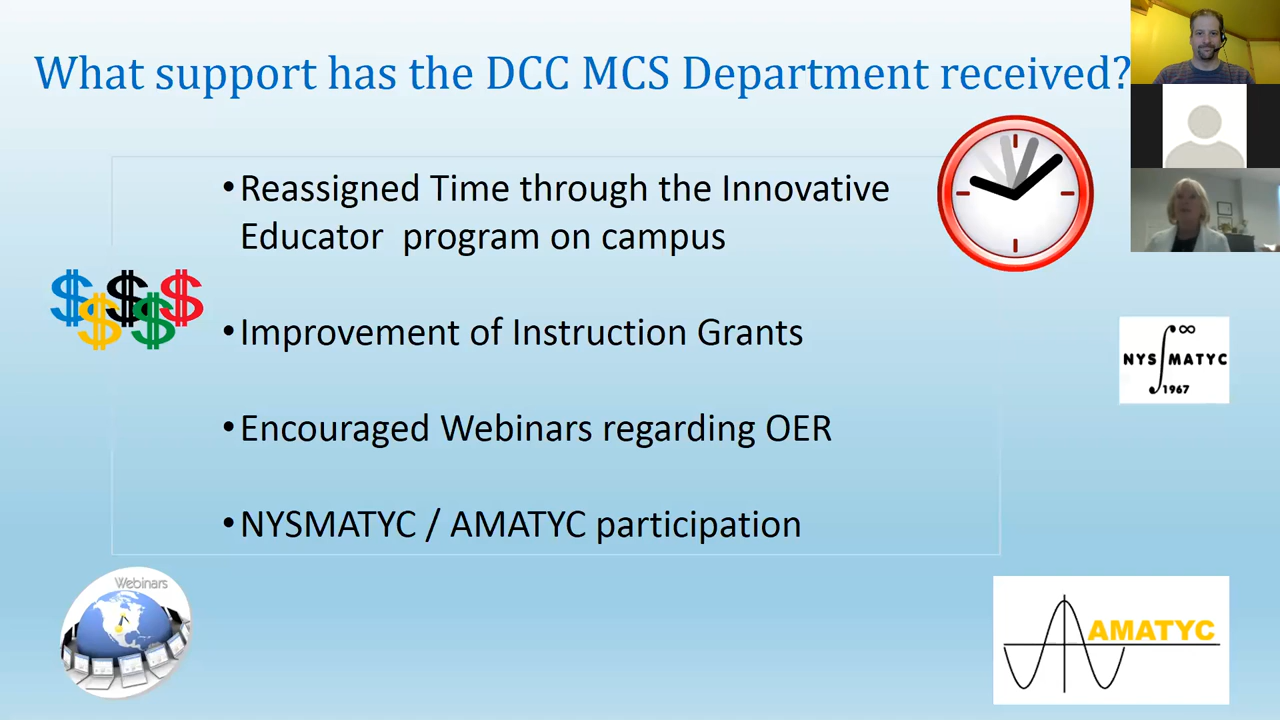 What support has the DCC MCS Department received?
•Reassigned Time through the Innovative
Educator program on campus
$$$$$
•Improvement of Instruction Grants
NYS MATYC
∞
1967
•Encouraged Webinars regarding OER
•NYSMATYC / AMATYC participation
Webinars
AMATYC